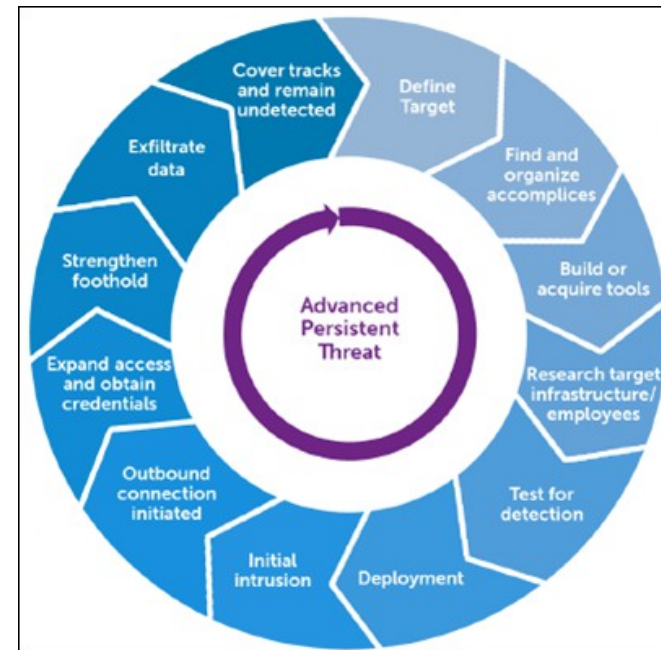 Define
Target
Find and
organize
accomplices
Build or
acquire tools
Research target
infrastructure/
employees
Test for
detection
Deployment
Initial
intrusion
Outbound
connection
initiated
Expand access
and obtain
credentials
Strengthen
foothold
Exfiltrate
data
Cover tracks
and remain
undetected
Advanced
Persistent
Threat